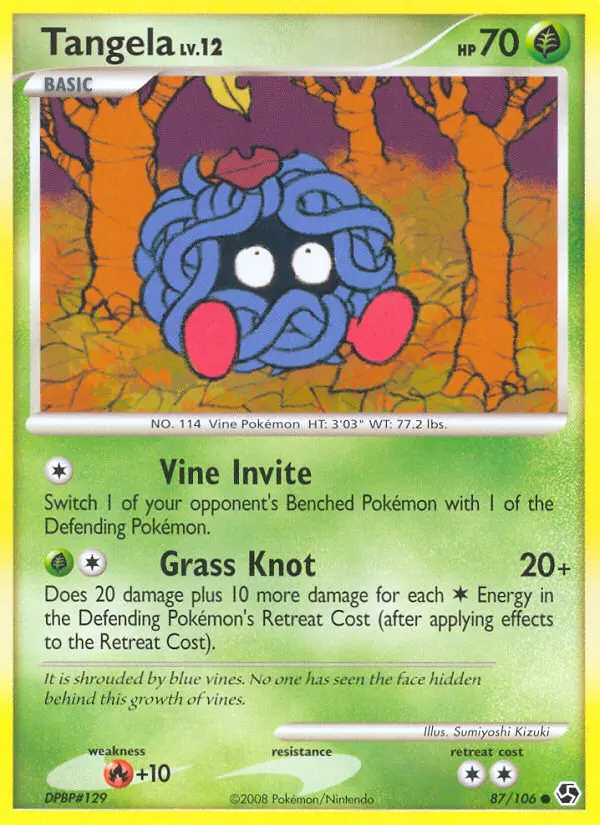 Tangela LV.12 HP 70
BASIC
NO. 114 Vine Pokémon HT: 3'03" WT: 77.2 lbs.
Vine Invite
Switch 1 of your opponent's Benched Pokémon with 1 of the
Defending Pokémon.
Grass Knot 20+
Does 20 damage plus 10 more damage for each Energy in
the Defending Pokémon's Retreat Cost (after applying effects
to the Retreat Cost).
It is shrouded by blue vines. No one has seen the face hidden
behind this growth of vines.
Illus. Sumiyoshi Kizuki
weakness resistance retreat cost
+10
DPBP#129 ©2008 Pokémon/Nintendo 87/106